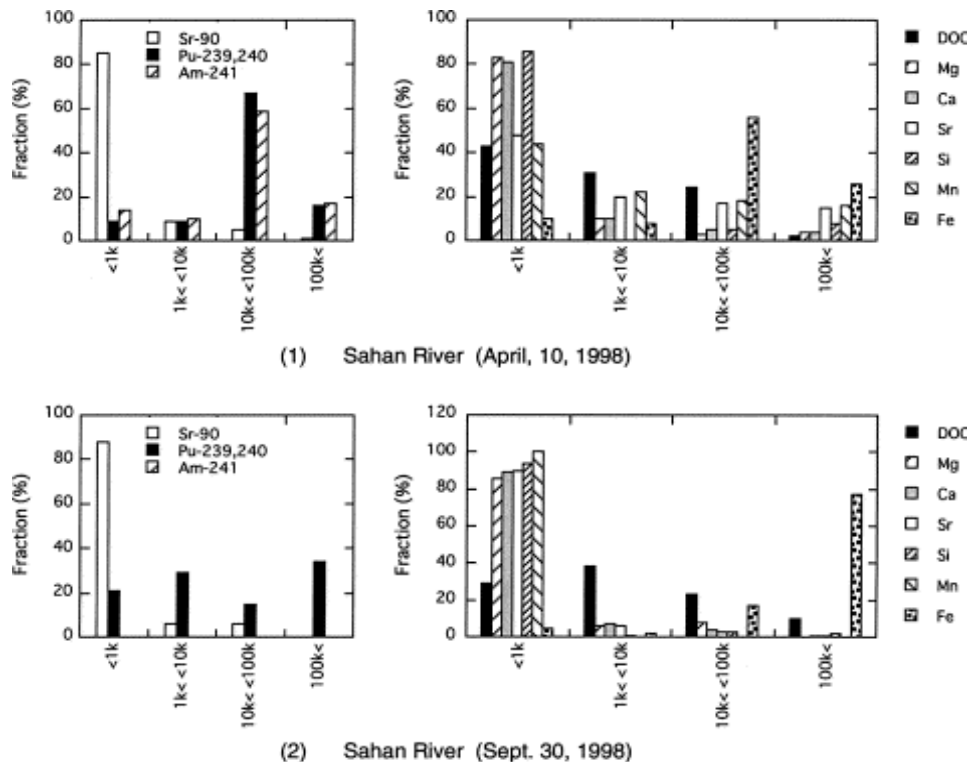 Fraction (%)
100
80
60
40
20
0
Sr-90
Pu-239,240
Am-241
<1k
1k< <10k
10k< <100k
100k<
Fraction (%)
100
80
60
40
20
0
<1k
1k< <10k
10k< <100k
100k<
DOC
Mg
Ca
Sr
Si
Mn
Fe
(1) Sahan River (April, 10, 1998)
Fraction (%)
100
80
60
40
20
0
Sr-90
Pu-239,240
Am-241
<1k
1k< <10k
10k< <100k
100k<
Fraction (%)
120
100
80
60
40
20
0
<1k
1k< <10k
10k< <100k
100k<
DOC
Mg
Ca
Sr
Si
Mn
Fe
(2) Sahan River (Sept. 30, 1998)